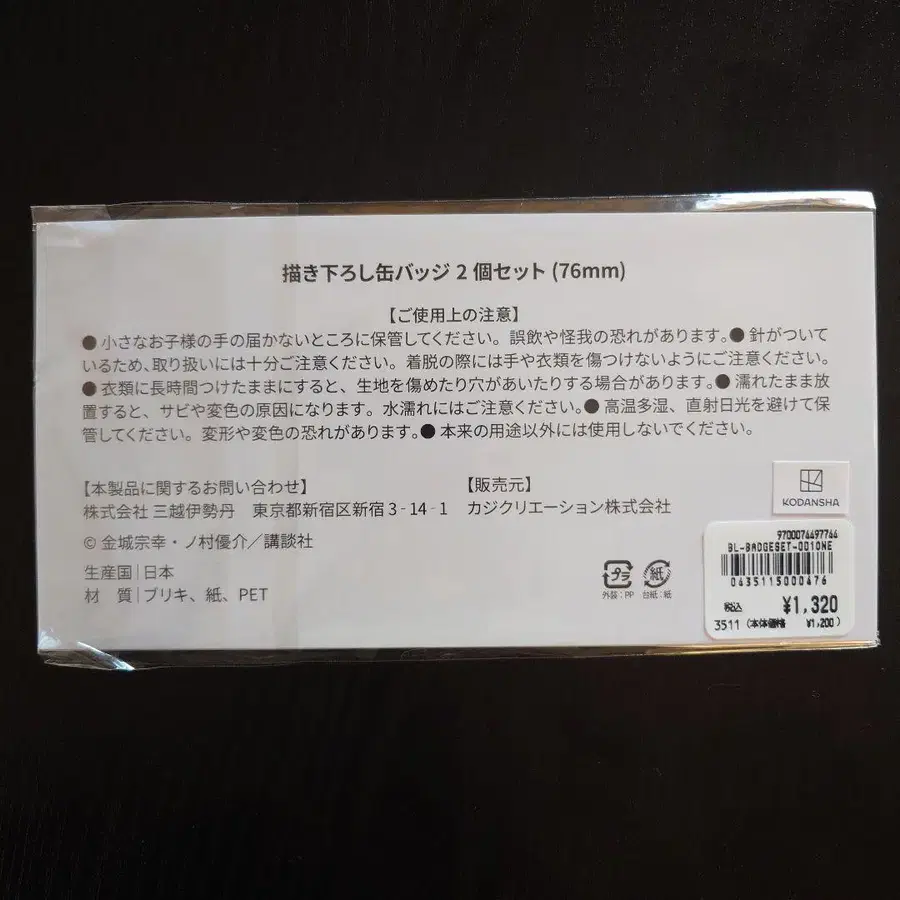 描き下ろし缶バッジ 2 個セット (76mm)
【ご使用上の注意】
● 小さなお子様の手の届かないところに保管してください。誤飲や怪我の恐れがあります。● 針がついて
いるため、取り扱いには十分ご注意ください。着脱の際には手や衣類を傷つけないようにご注意ください。
● 衣類に長時間つけたままにすると、生地を傷めたり穴があいたりする場合があります。● 濡れたまま放
置すると、サビや変色の原因になります。水濡れにはご注意ください。● 高温多湿、直射日光を避けて保
管してください。変形や変色の恐れがあります。● 本来の用途以外には使用しないでください。
【本製品に関するお問い合わせ】
株式会社 三越伊勢丹 東京都新宿区新宿 3 - 14 - 1
【販売元】
カジクリエーション株式会社
© 金城宗幸・ノ村優介／講談社
生産国|日本
材 質|ブリキ、紙、PET
プラ
外装：PP
紙
台紙：紙
KODANSHA
9700074497744
BL-BADGESET-0010NE
0435115000476
税込 ¥1,320
3511 (本体価格 ¥1,200)